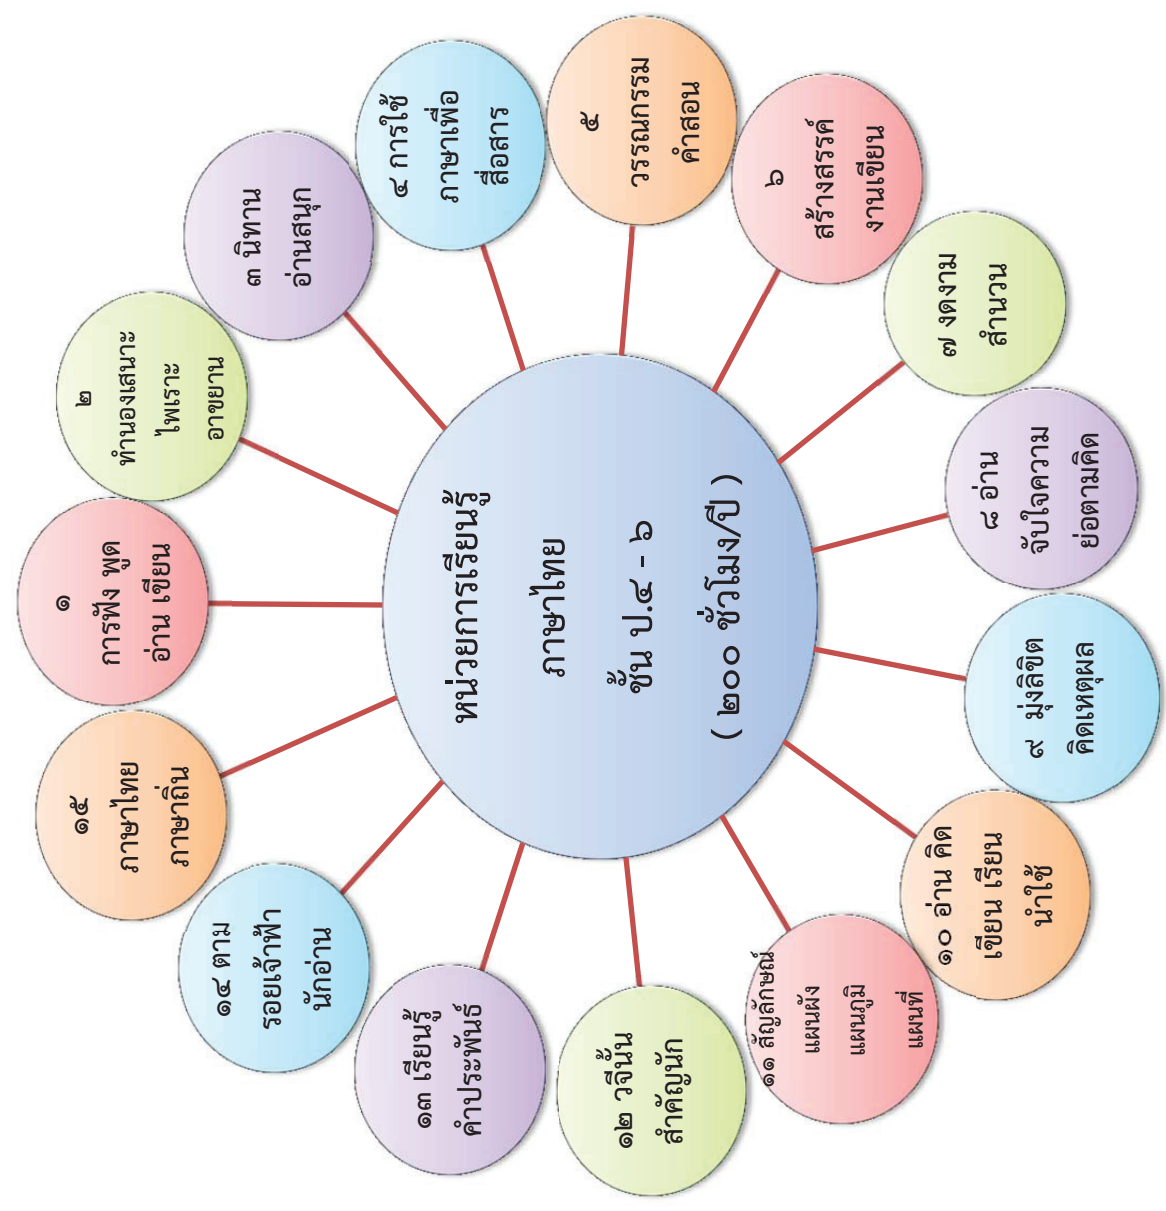 หน่วยการเรียนรู้
ภาษาไทย
ชั้น ป.๔ - ๖
( ๒๐๐ ชั่วโมง/ปี )
๑
การฟัง พูด
อ่าน เขียน
๒
ทำนองเสนาะ
ไพเราะ
อาขยาน
๓ นิทาน
อ่านสนุก
๔ การใช้
ภาษาเพื่อ
สื่อสาร
๕
วรรณกรรม
คำสอน
๖
สร้างสรรค์
งานเขียน
๗ งดงาม
สำนวน
๘ อ่าน
จับใจความ
ย่อตามคิด
๙ มุ่งลิขิต
คิดเหตุผล
๑๐ อ่าน คิด
เขียน เรียน
นำใช้
๑๑ สัญลักษณ์
แผนผัง
แผนภูมิ
แผนที่
๑๒ วจีนั้น
สำคัญนัก
๑๓ เรียนรู้
คำประพันธ์
๑๔ ตาม
รอยเจ้าฟ้า
นักอ่าน
๑๕
ภาษาไทย
ภาษาถิ่น